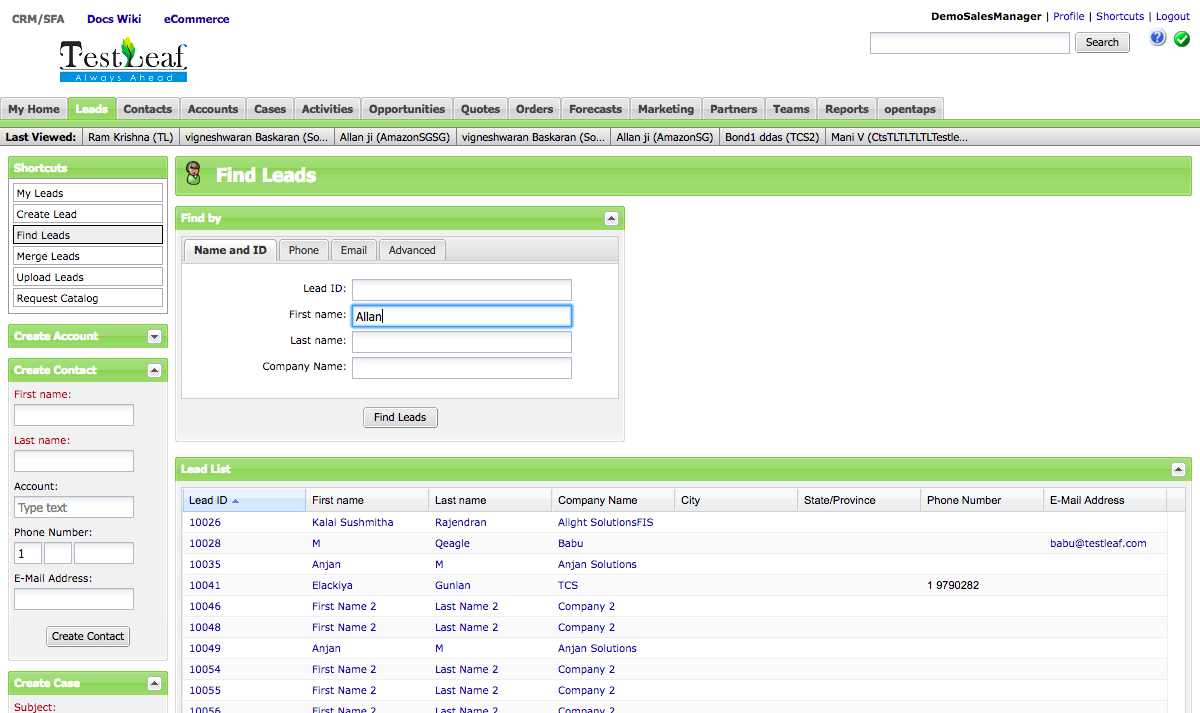 CRM/SFA Docs Wiki eCommerce
DemoSalesManager | Profile | Shortcuts | Logout
TestLeaf
Always Ahead
Search
My Home Leads Contacts Accounts Cases Activities Opportunities Quotes Orders Forecasts Marketing Partners Teams Reports opentaps
Last Viewed: Ram Krishna (TL) vigneshwaran Baskaran (So... Allan ji (AmazonSGSG) vigneshwaran Baskaran (So... Allan ji (AmazonSG) Bond1 ddas (TCS2) Mani V (CtsTLTLTLTLTestle...
Shortcuts
My Leads
Create Lead
Find Leads
Merge Leads
Upload Leads
Request Catalog
Create Account
Create Contact
First name:
Last name:
Account:
Type text
Phone Number:
1
E-Mail Address:
Create Contact
Create Case
Subject:
Find Leads
Find by
Name and ID Phone Email Advanced
Lead ID:
First name: Allan
Last name:
Company Name:
Find Leads
Lead List
Lead ID First name Last name Company Name City State/Province Phone Number E-Mail Address
10026 Kalai Sushmitha Rajendran Alight SolutionsFIS
10028 M Qeagle Babu babu@testleaf.com
10035 Anjan M Anjan Solutions
10041 Elackiya Gunian TCS 1 9790282
10046 First Name 2 Last Name 2 Company 2
10048 First Name 2 Last Name 2 Company 2
10049 Anjan M Anjan Solutions
10054 First Name 2 Last Name 2 Company 2
10055 First Name 2 Last Name 2 Company 2
10056 First Name 2 Last Name 2 Company 2